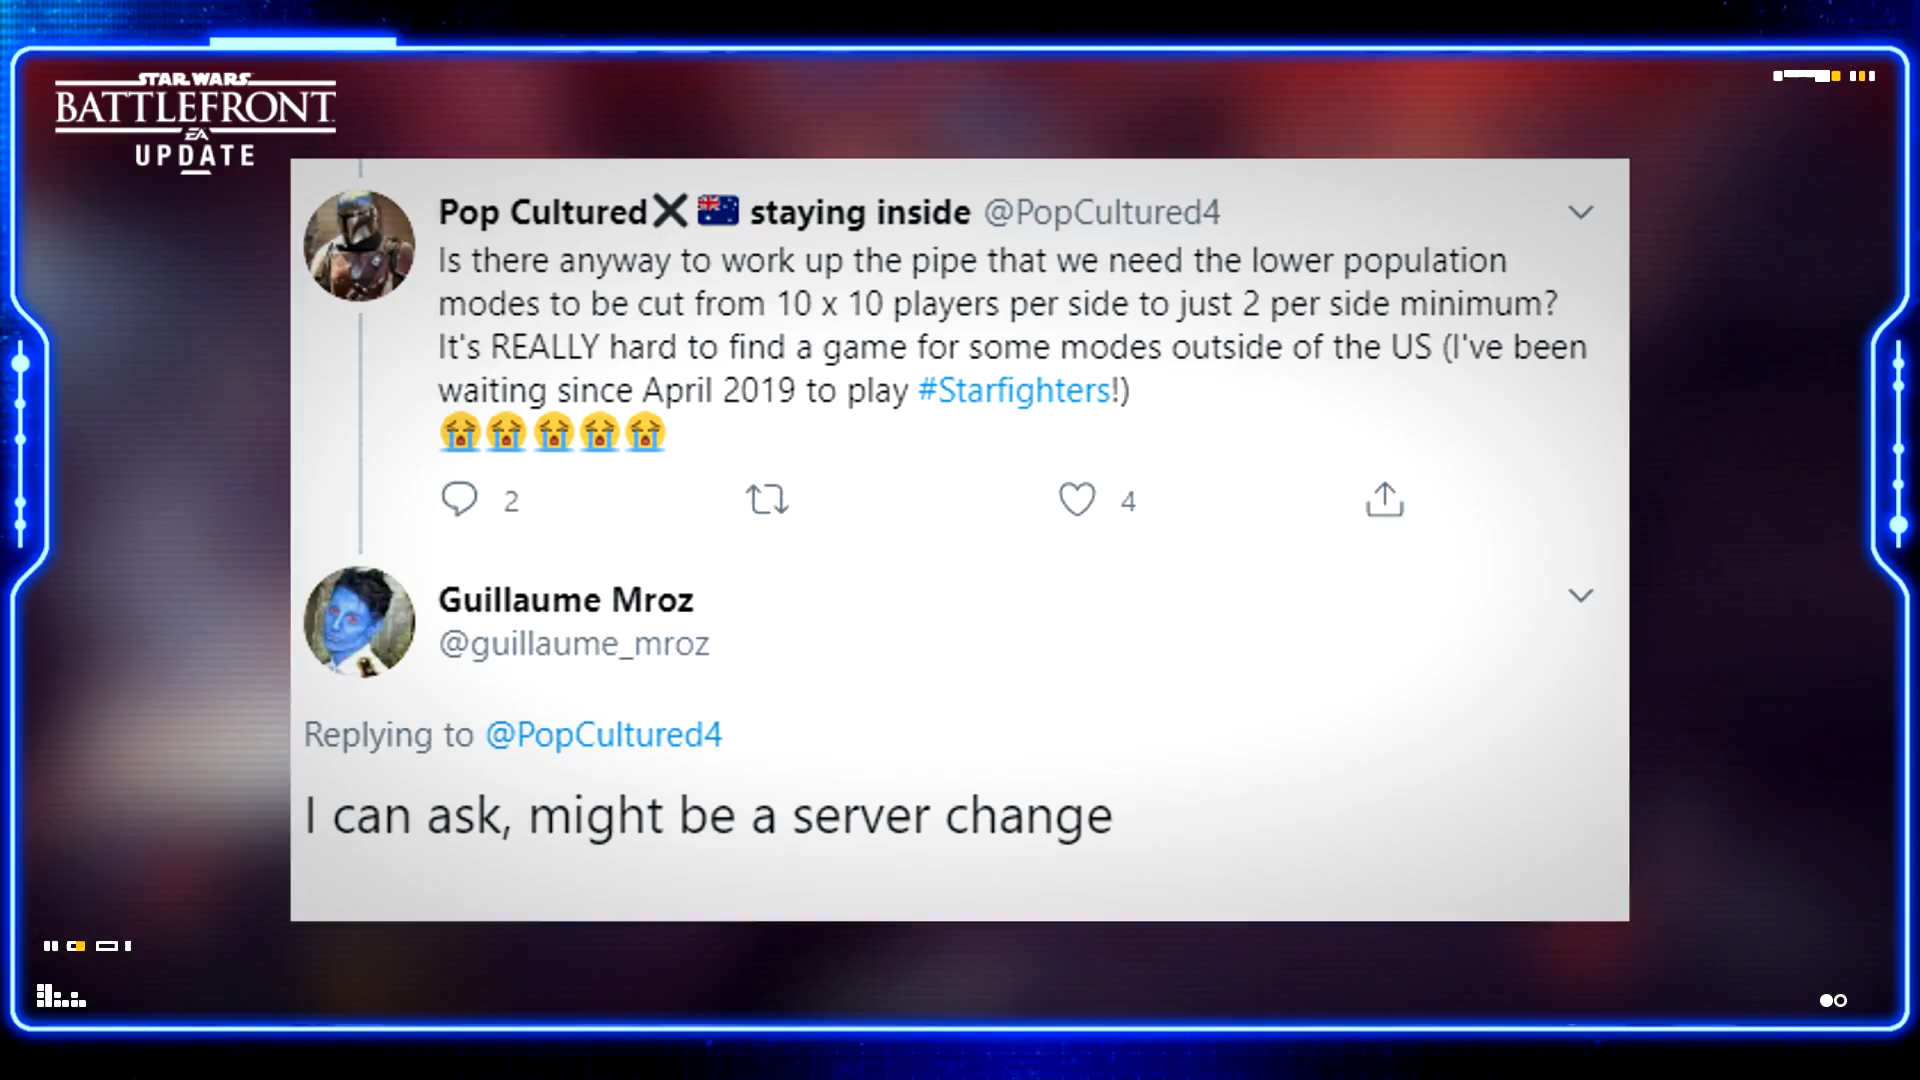 STAR WARS
BATTLEFRONT
EA
UPDATE
Pop Cultured❌🇦🇺 staying inside @PopCultured4
Is there anyway to work up the pipe that we need the lower population
modes to be cut from 10 x 10 players per side to just 2 per side minimum?
It's REALLY hard to find a game for some modes outside of the US (I've been
waiting since April 2019 to play #Starfighters!)
😭😭😭😭😭
2 4
Guillaume Mroz
@guillaume_mroz
Replying to @PopCultured4
I can ask, might be a server change